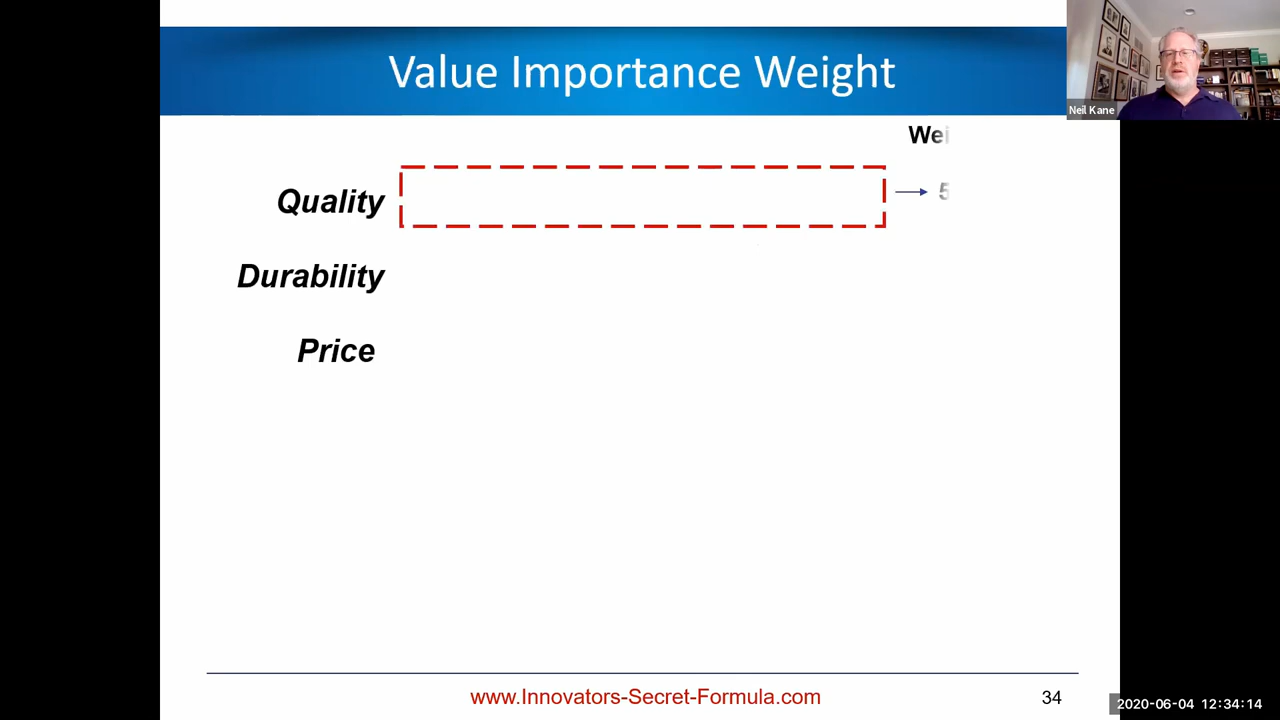 Value Importance Weight
Neil Kane
Wei
Quality
5
Durability
Price
www.Innovators-Secret-Formula.com
34
2020-06-04 12:34:14